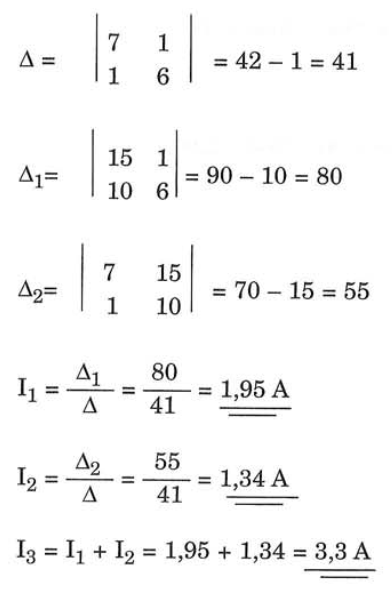 Δ = | 7 1 | = 42 – 1 = 41
| 1 6 |
Δ₁= | 15 1 | = 90 – 10 = 80
| 10 6 |
Δ₂= | 7 15 | = 70 – 15 = 55
| 1 10 |
I₁ = Δ₁/Δ = 80/41 = 1,95 A
I₂ = Δ₂/Δ = 55/41 = 1,34 A
I₃ = I₁ + I₂ = 1,95 + 1,34 = 3,3 A